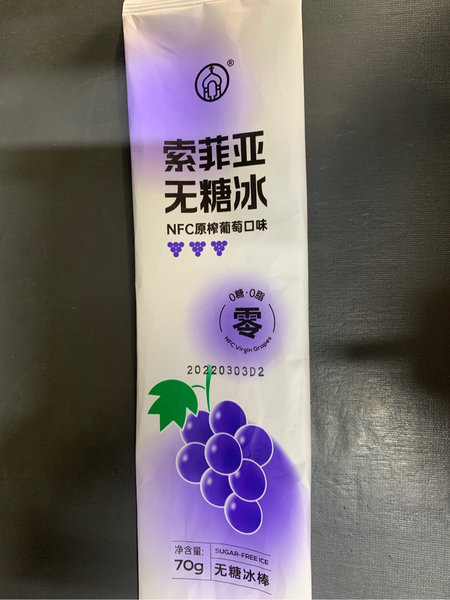 ®
索菲亚
无糖冰
NFC原榨葡萄口味
0糖·0脂
零
NFC Virgin Grapes
20220303D2
净含量:
70g
SUGAR-FREE ICE
无糖冰棒